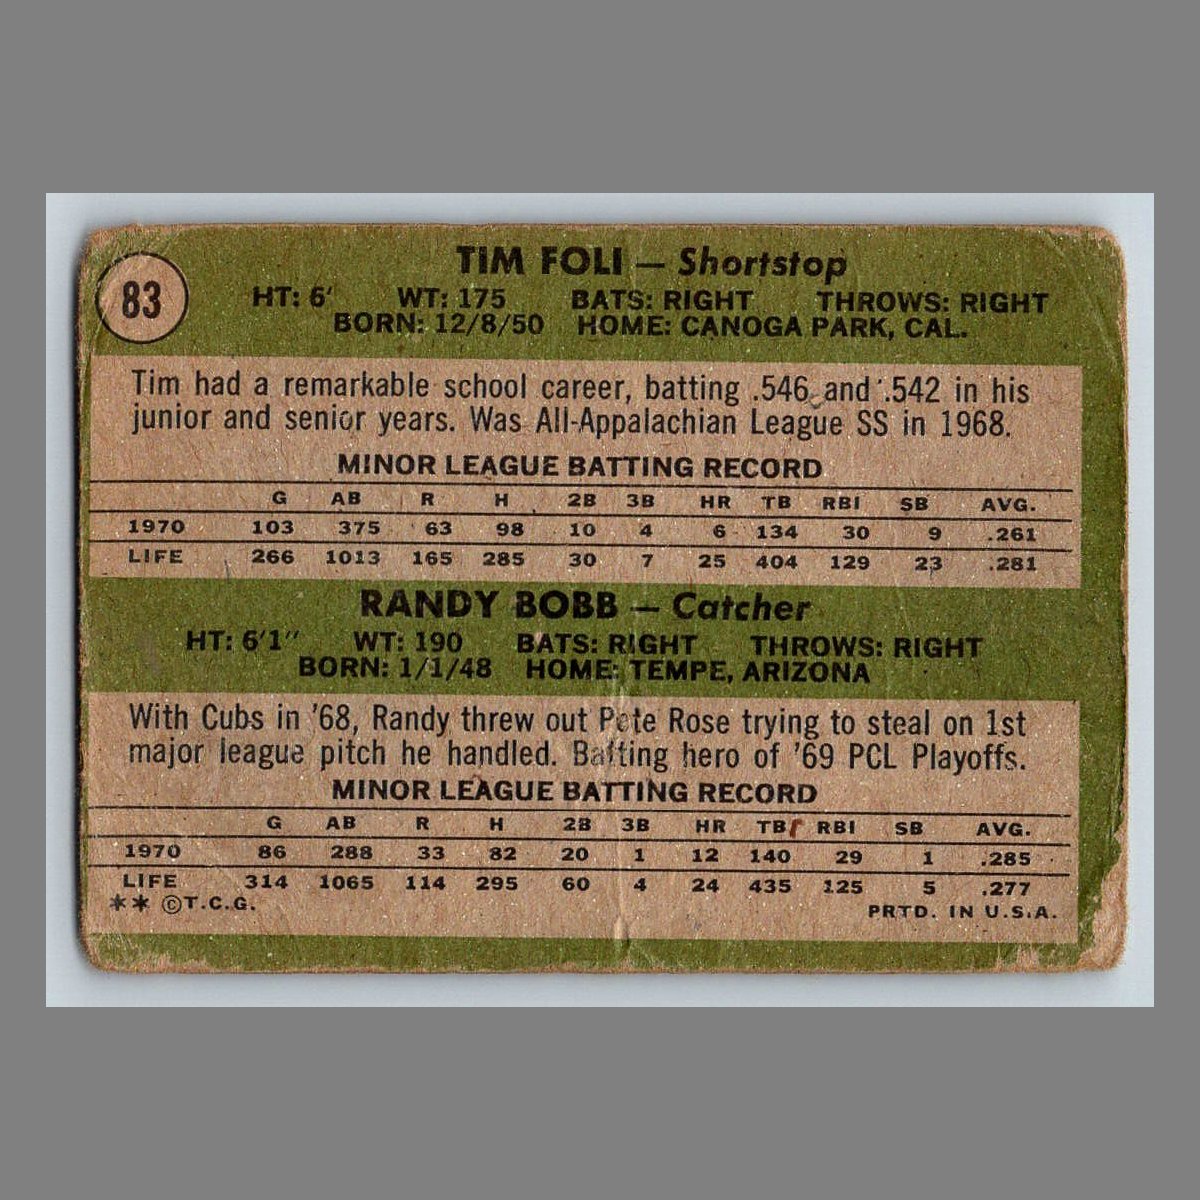 83
TIM FOLI — Shortstop
HT: 6' WT: 175 BATS: RIGHT THROWS: RIGHT
BORN: 12/8/50 HOME: CANOGA PARK, CAL.
Tim had a remarkable school career, batting .546 and .542 in his
junior and senior years. Was All-Appalachian League SS in 1968.
MINOR LEAGUE BATTING RECORD
G AB R H 2B 3B HR TB RBI SB AVG.
1970 103 375 63 98 10 4 6 134 30 9 .261
LIFE 266 1013 165 285 30 7 25 404 129 23 .281
RANDY BOBB — Catcher
HT: 6'1" WT: 190 BATS: RIGHT THROWS: RIGHT
BORN: 1/1/48 HOME: TEMPE, ARIZONA
With Cubs in '68, Randy threw out Pete Rose trying to steal on 1st
major league pitch he handled. Batting hero of '69 PCL Playoffs.
MINOR LEAGUE BATTING RECORD
G AB R H 2B 3B HR TB RBI SB AVG.
1970 86 288 33 82 20 1 12 140 29 1 .285
LIFE 314 1065 114 295 60 4 24 435 125 5 .277
** ©T.C.G. PRTD. IN U.S.A.